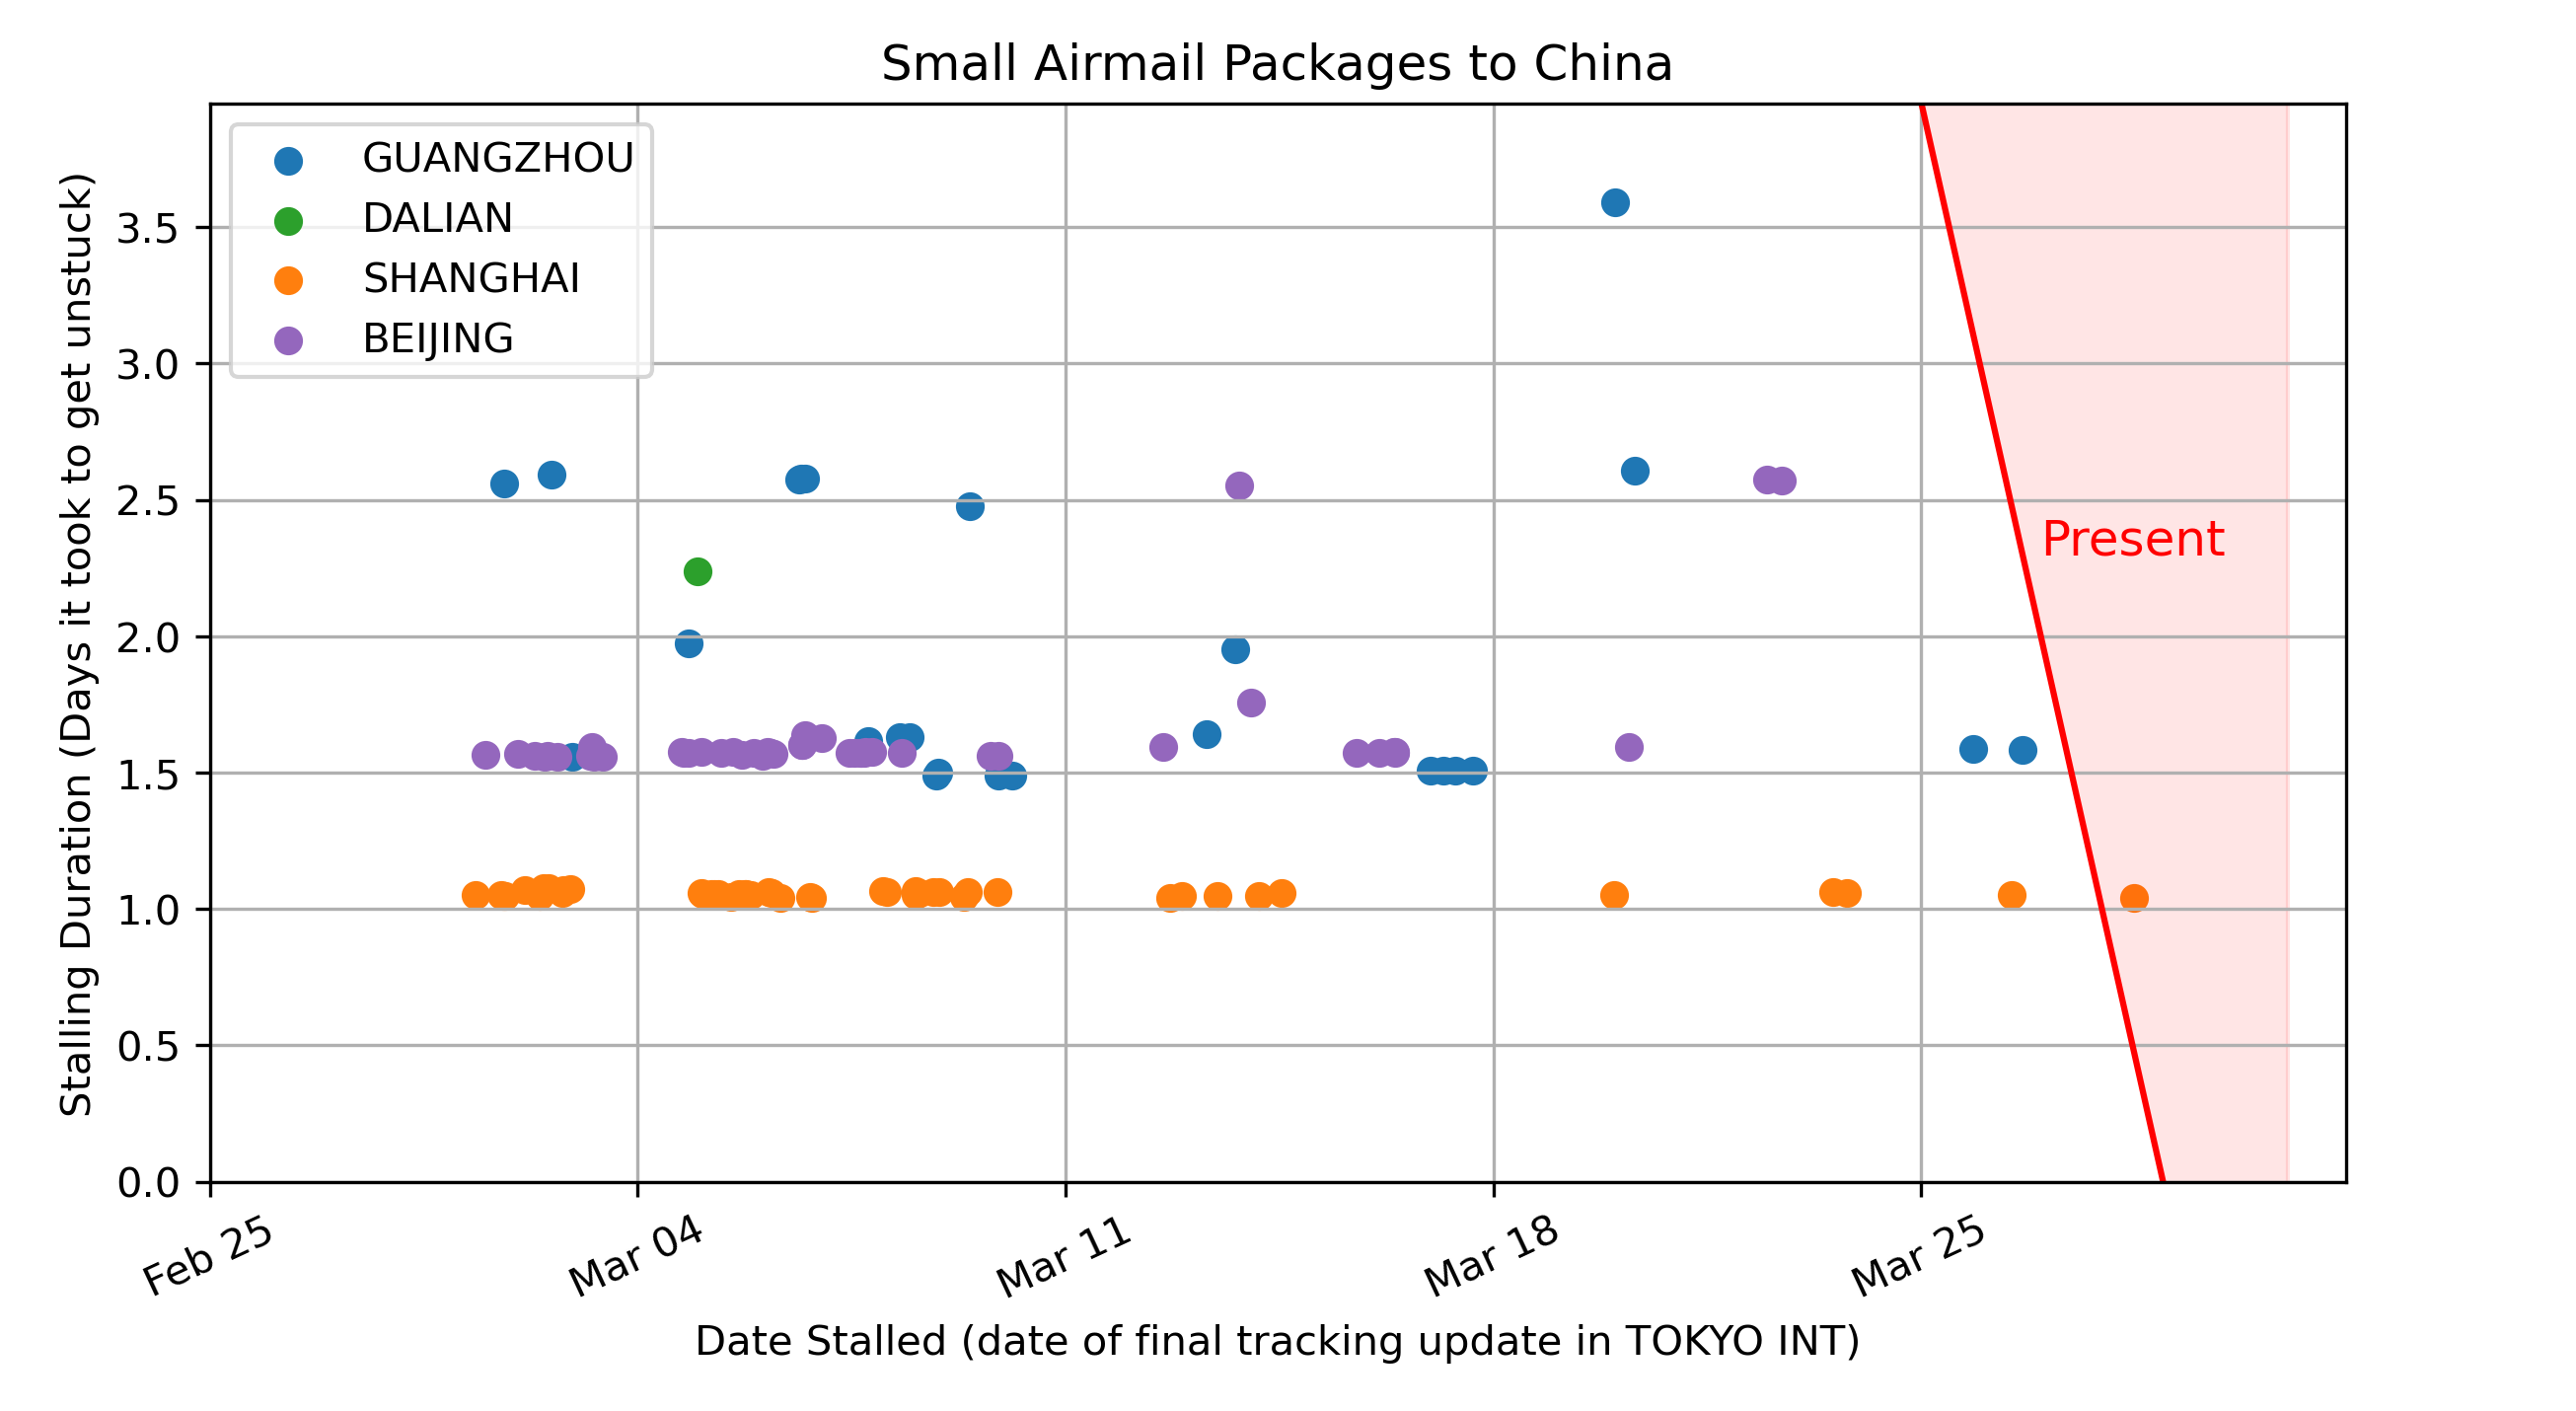 Small Airmail Packages to China
GUANGZHOU
DALIAN
SHANGHAI
BEIJING
Stalling Duration (Days it took to get unstuck)
3.5
3.0
2.5
2.0
1.5
1.0
0.5
0.0
Present
Feb 25
Mar 04
Mar 11
Mar 18
Mar 25
Date Stalled (date of final tracking update in TOKYO INT)